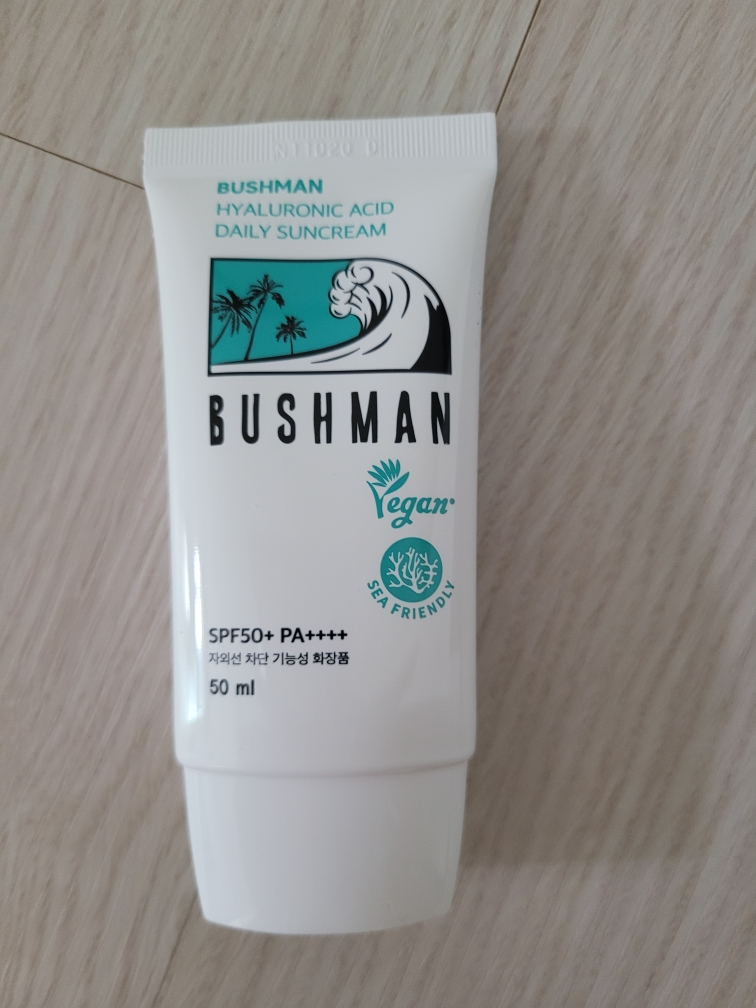 BUSHMAN
HYALURONIC ACID
DAILY SUNCREAM
BUSHMAN
Vegan
SEA FRIENDLY
SPF50+ PA++++
자외선 차단 기능성 화장품
50 ml